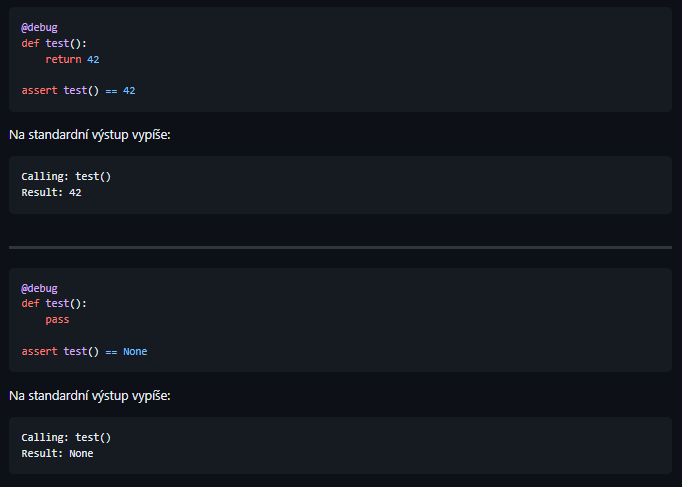 @debug
def test():
    return 42
assert test() == 42
Na standardní výstup vypíše:
Calling: test()
Result: 42
@debug
def test():
    pass
assert test() == None
Na standardní výstup vypíše:
Calling: test()
Result: None